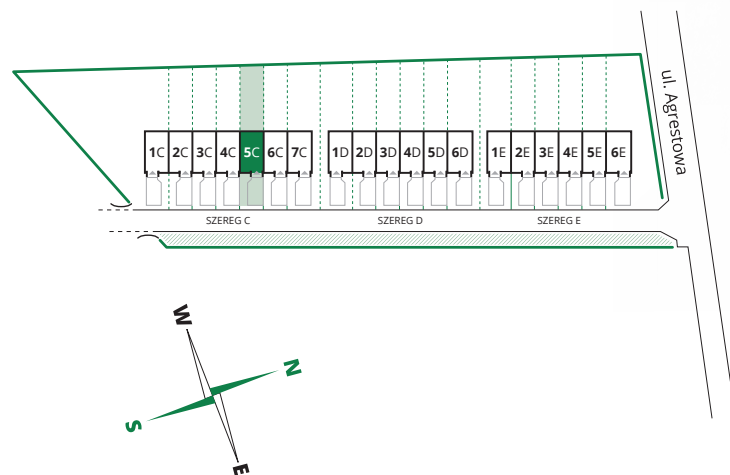 ul. Agrestowa
1C 2C 3C 4C 5C 6C 7C 1D 2D 3D 4D 5D 6D 1E 2E 3E 4E 5E 6E
SZEREG C SZEREG D SZEREG E
W
N
S
E